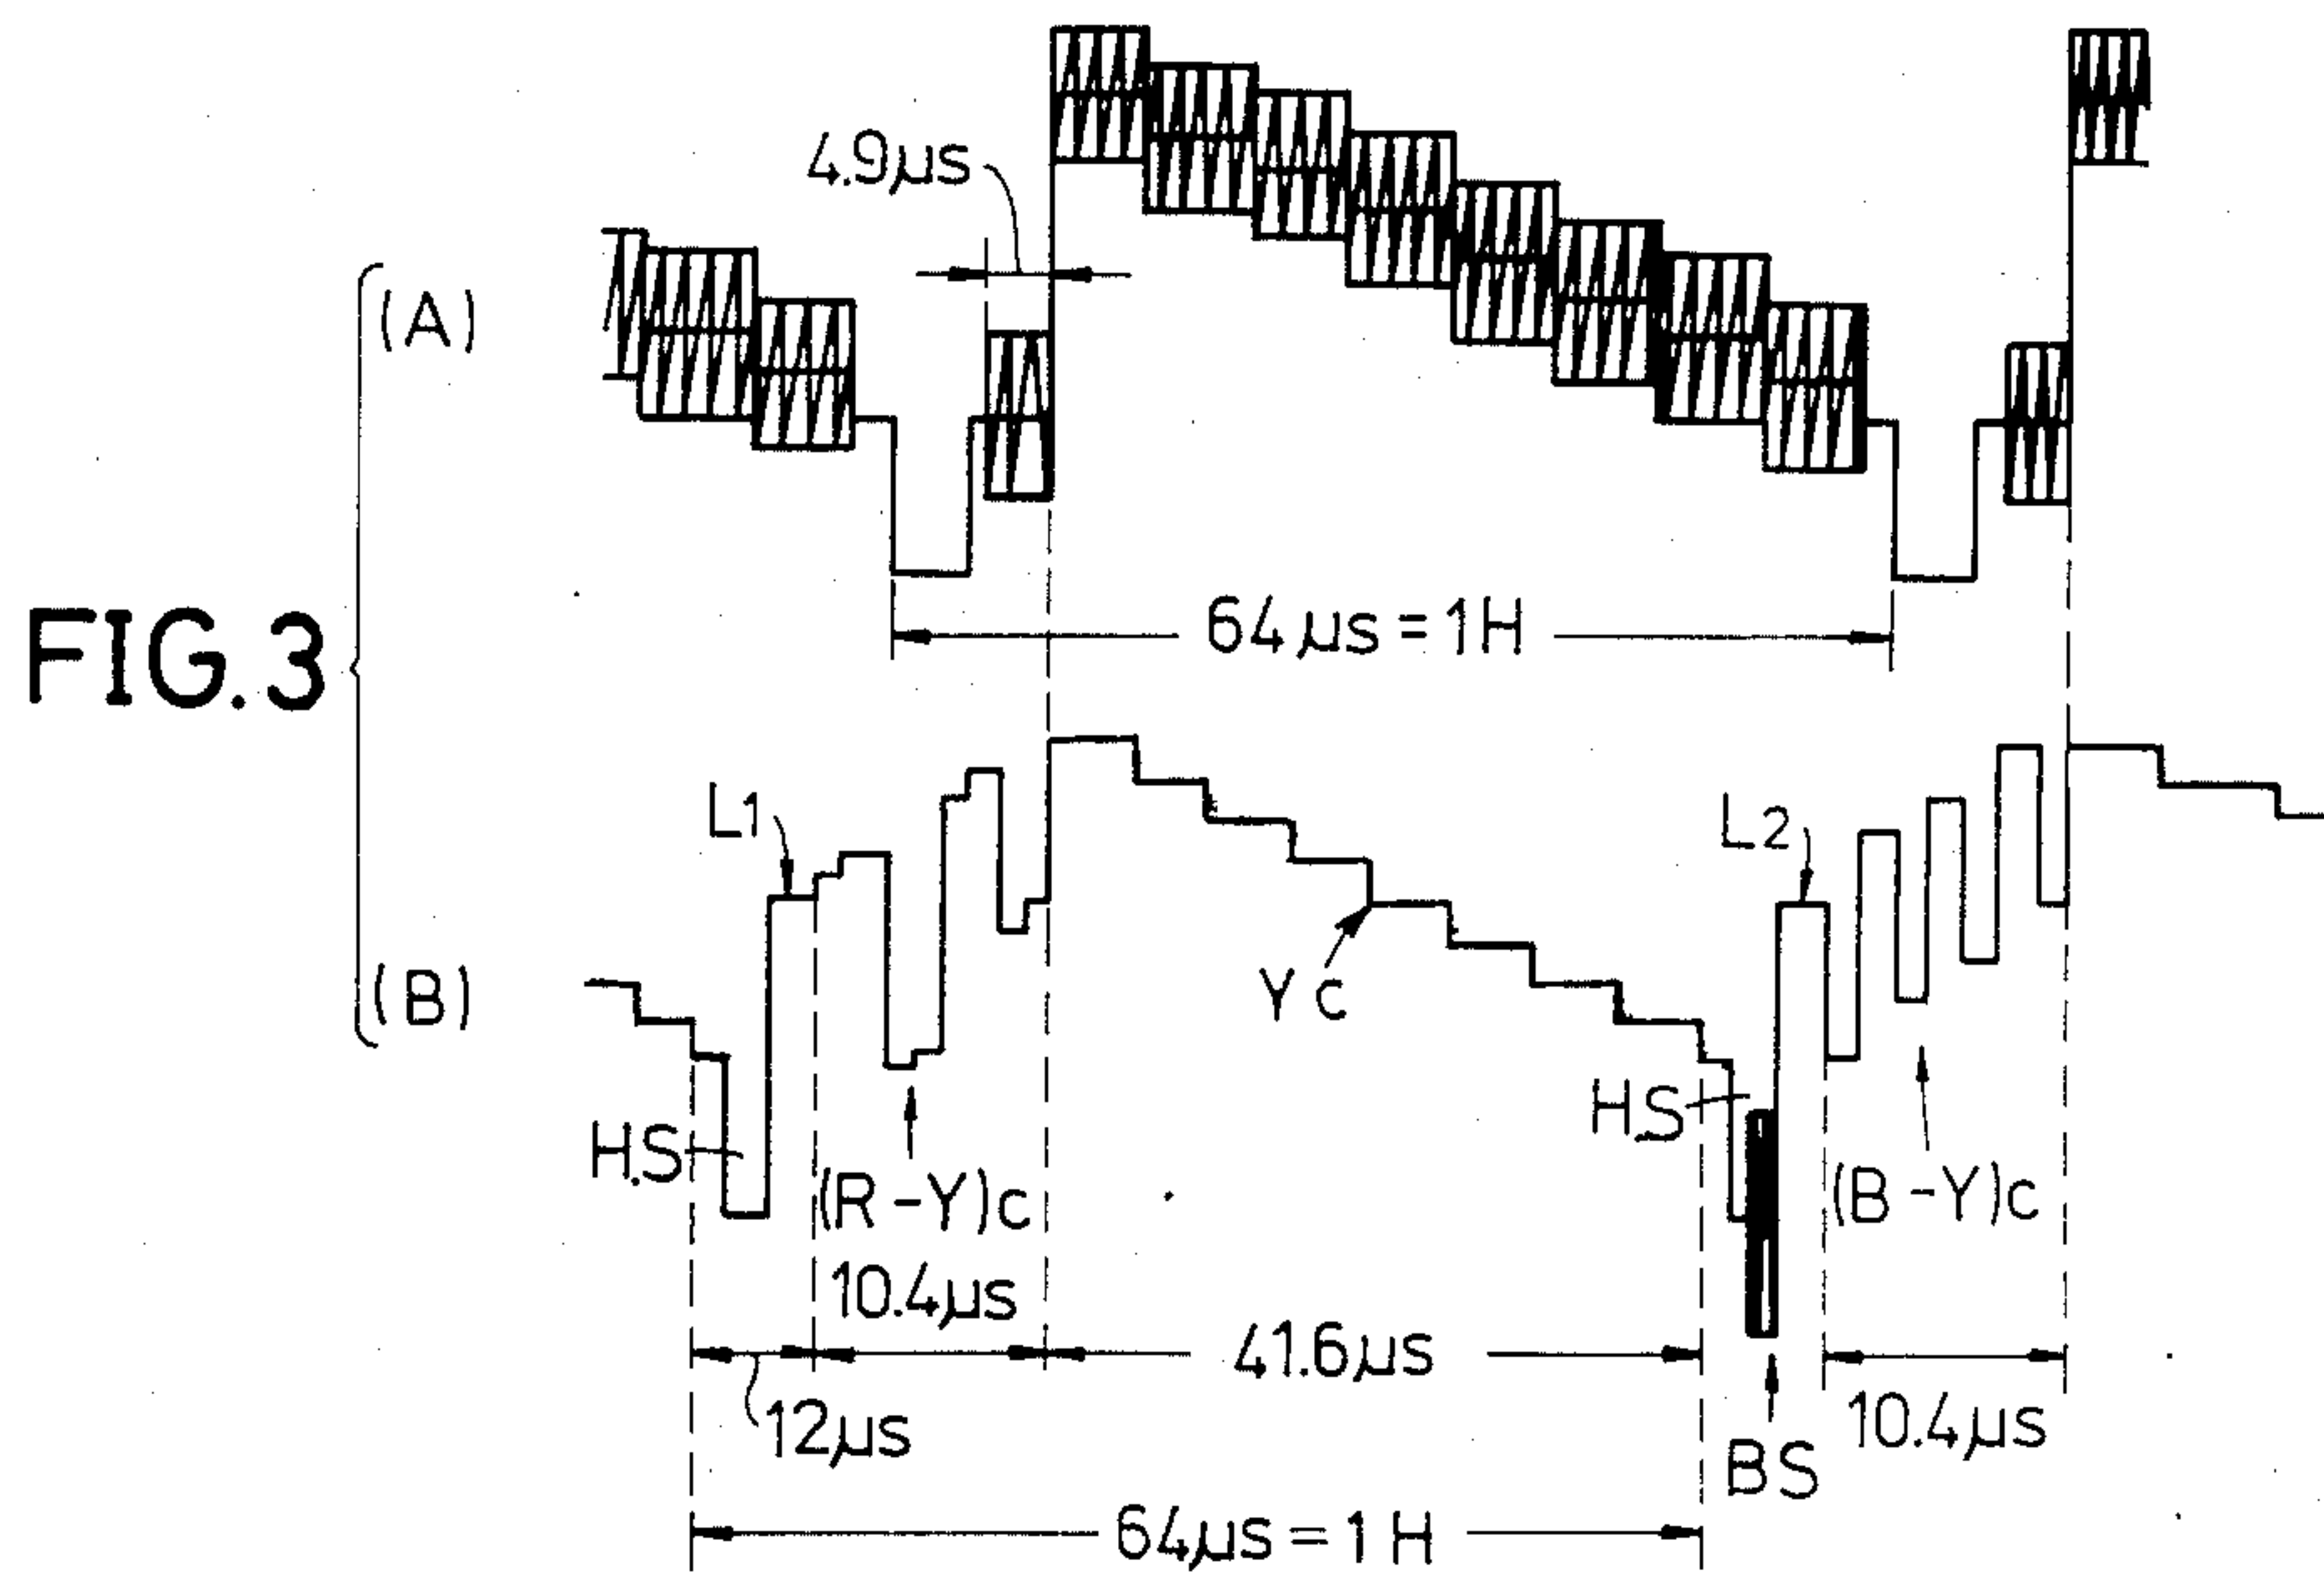 FIG.3
(A)
4.9µs
64µs=1H
(B)
L1
L2
Yc
H.S
H.S
(R-Y)c
(B-Y)c
10.4µs
41.6µs
12µs
10.4µs
BS
64µs=1H